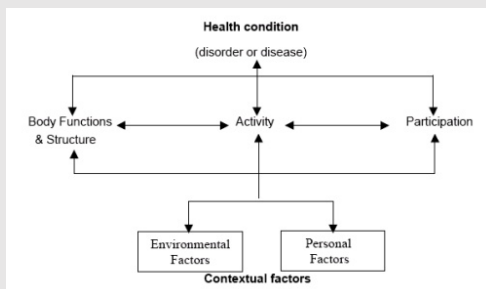 Health condition
(disorder or disease)
Body Functions Activity Participation
& Structure
Environmental Personal
Factors Factors
Contextual factors